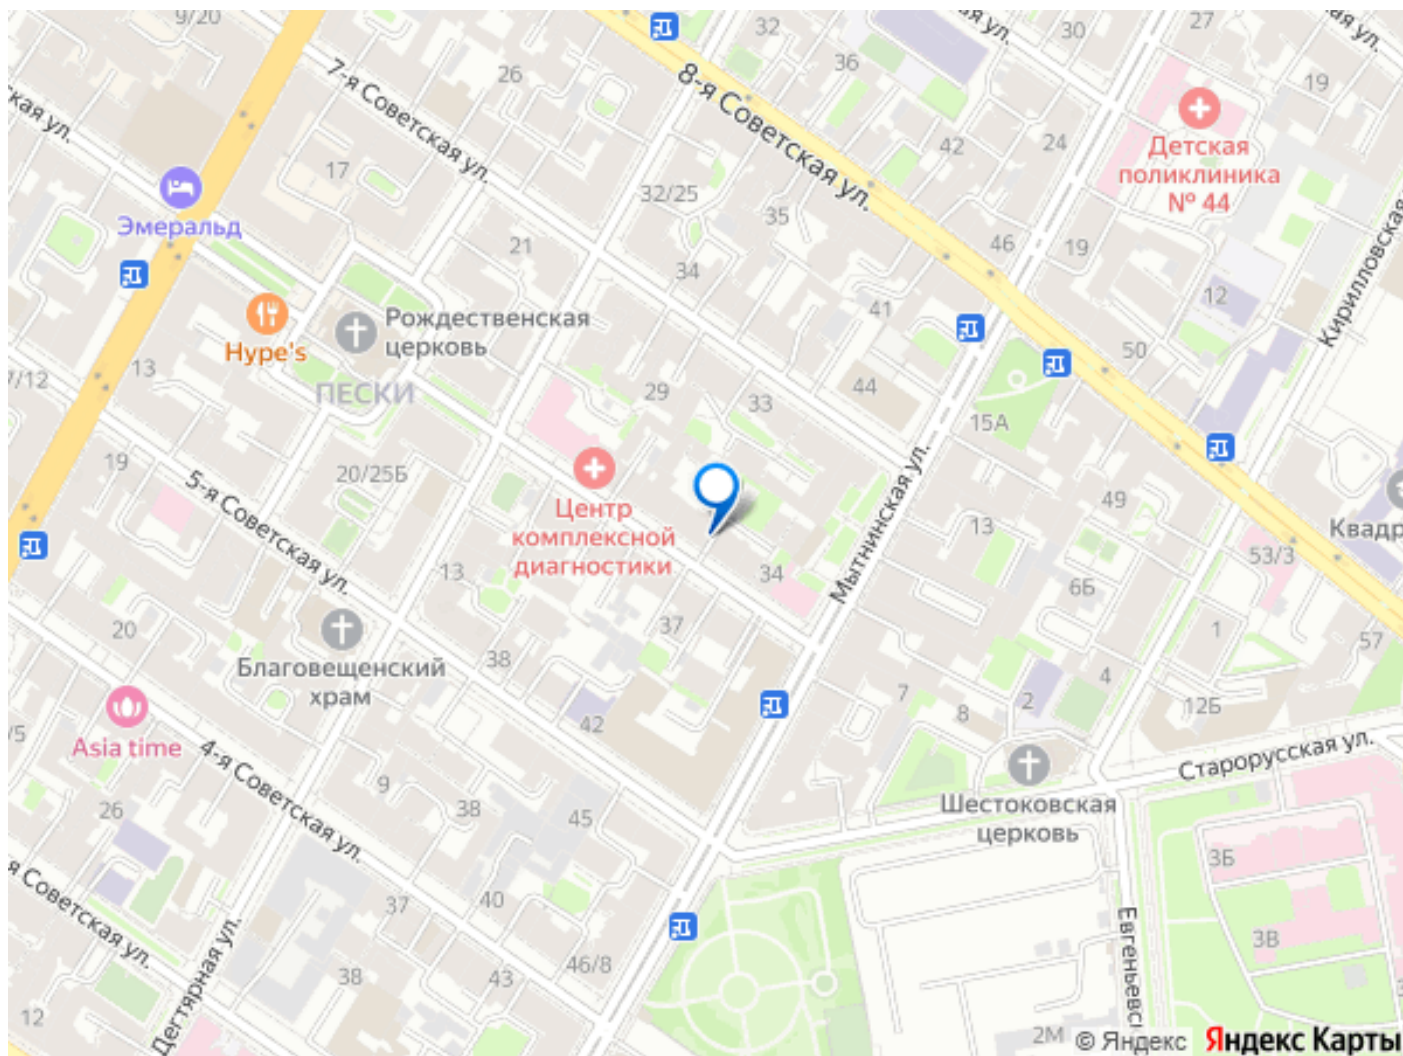 9/20
7-я Советская ул.
26
32
36
30
ул.
27
ая ул.
19
8-я Советская ул.
кая ул.
17
32/25
42
24
Детская
поликлиника
№ 44
Эмеральд
21
35
34
46
19
12
Кирилловская
Hype's
Рождественская
церковь
ПЕСКИ
41
50
7/12
13
29
33
44
15А
19
20/25Б
5-я Советская ул.
Центр
комплексной
диагностики
Мытнинская ул.
49
13
53/3
Квадр
13
34
6Б
37
20
Благовещенский
храм
38
1
57
4
7
8
2
12Б
/5
Asia time
42
4-я Советская ул.
Старорусская ул.
Шестоковская
церковь
9
38
45
26
3Б
40
37
я Советская ул.
Дегтярная ул.
Евгеньевс
3В
46/8
43
38
12
2М
© Яндекс
Яндекс Карты